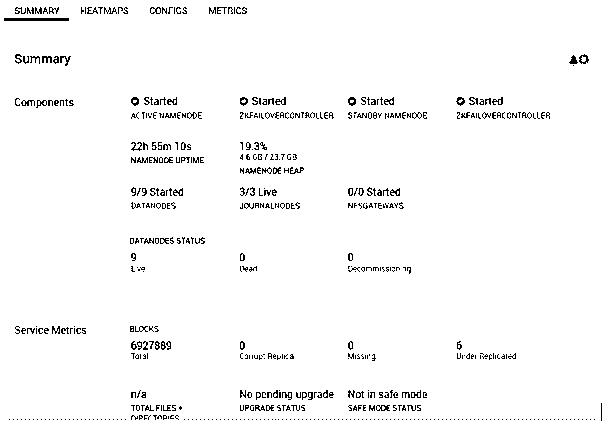 SUMMARY HEATMAPS CONFIGS METRICS
Summary
Components Started Started Started Started
ACTIVE NAMENODE ZKFAILOVERCONTROLLER STANDBY NAMENODE ZKFAILOVERCONTROLLER
22h 55m 10s 19.3%
NAMENODE UPTIME 4.6 GB / 23.7 GB
NAMENODE HEAP
9/9 Started 3/3 Live 0/0 Started
DATANODES JOURNALNODES NFSGATEWAYS
DATANODES STATUS
9 0 0
Live Dead Decommissioning
Service Metrics BLOCKS
6927889 0 0 6
Total Corrupt Replica Missing Under Replicated
n/a No pending upgrade Not in safe mode
TOTAL FILES + UPGRADE STATUS SAFE MODE STATUS
DIRECTORIES